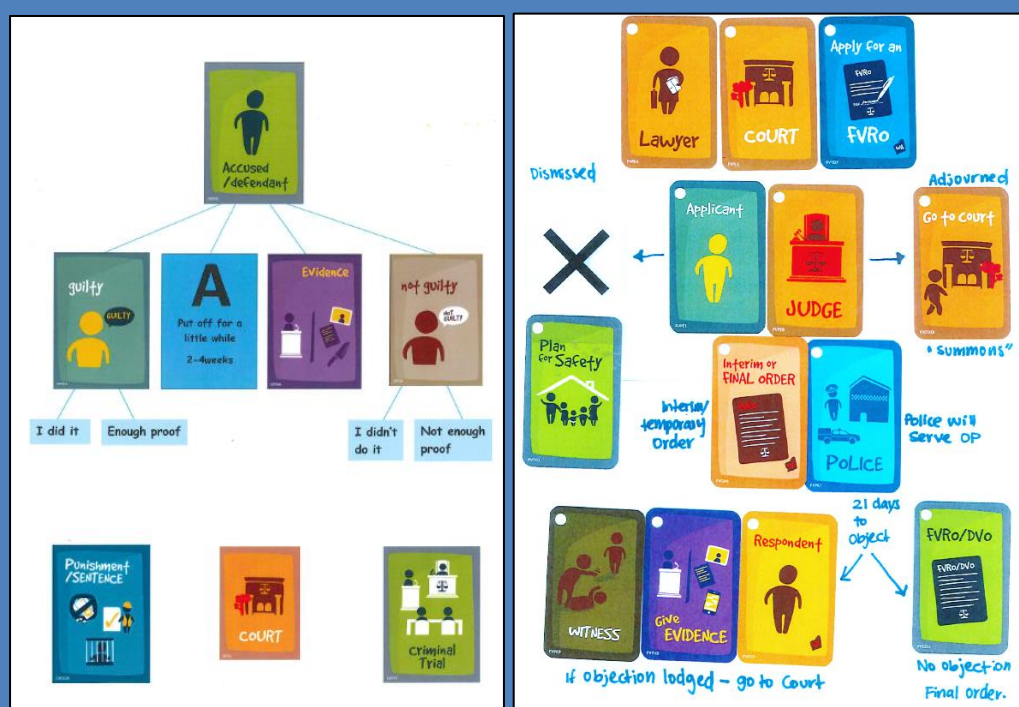 Accused
/defendant
guilty
GUILTY
A
Put off for a
little while
2-4weeks
Evidence
not guilty
NOT
GUILTY
I did it
Enough proof
I didn't
do it
Not enough
proof
Punishment
/SENTENCE
COURT
Criminal
Trial
Lawyer
COURT
Apply for an
FVRO
FVRO
Dismissed
Applicant
JUDGE
Adjourned
Go to court
"summons"
Plan
for Safety
Interim/
temporary
Order
Interim or
FINAL ORDER
POLICE
Police will
Serve OP
21 days
to
Object
WITNESS
Give
EVIDENCE
Respondent
FVRO/DVO
FVRO/DVO
If objection lodged - go to Court
No objection
Final order.